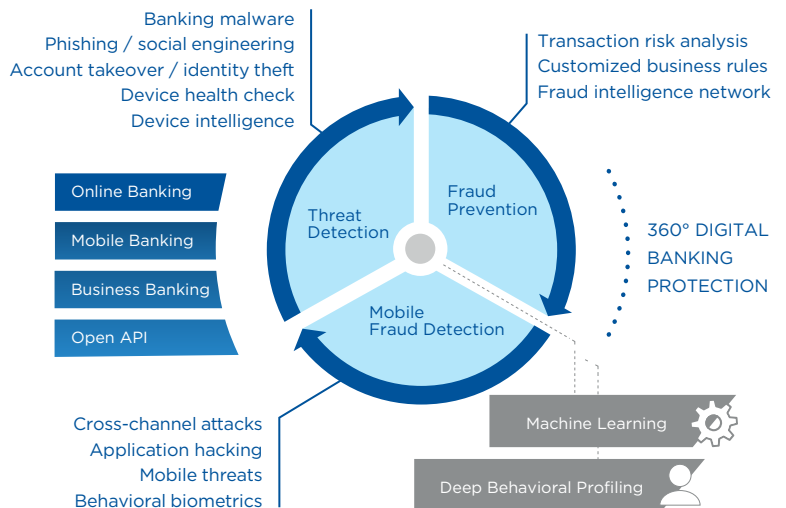 Banking malware
Phishing / social engineering
Account takeover / identity theft
Device health check
Device intelligence
Transaction risk analysis
Customized business rules
Fraud intelligence network
Online Banking
Mobile Banking
Business Banking
Open API
Threat
Detection
Fraud
Prevention
Mobile
Fraud Detection
360° DIGITAL
BANKING
PROTECTION
Cross-channel attacks
Application hacking
Mobile threats
Behavioral biometrics
Machine Learning
Deep Behavioral Profiling